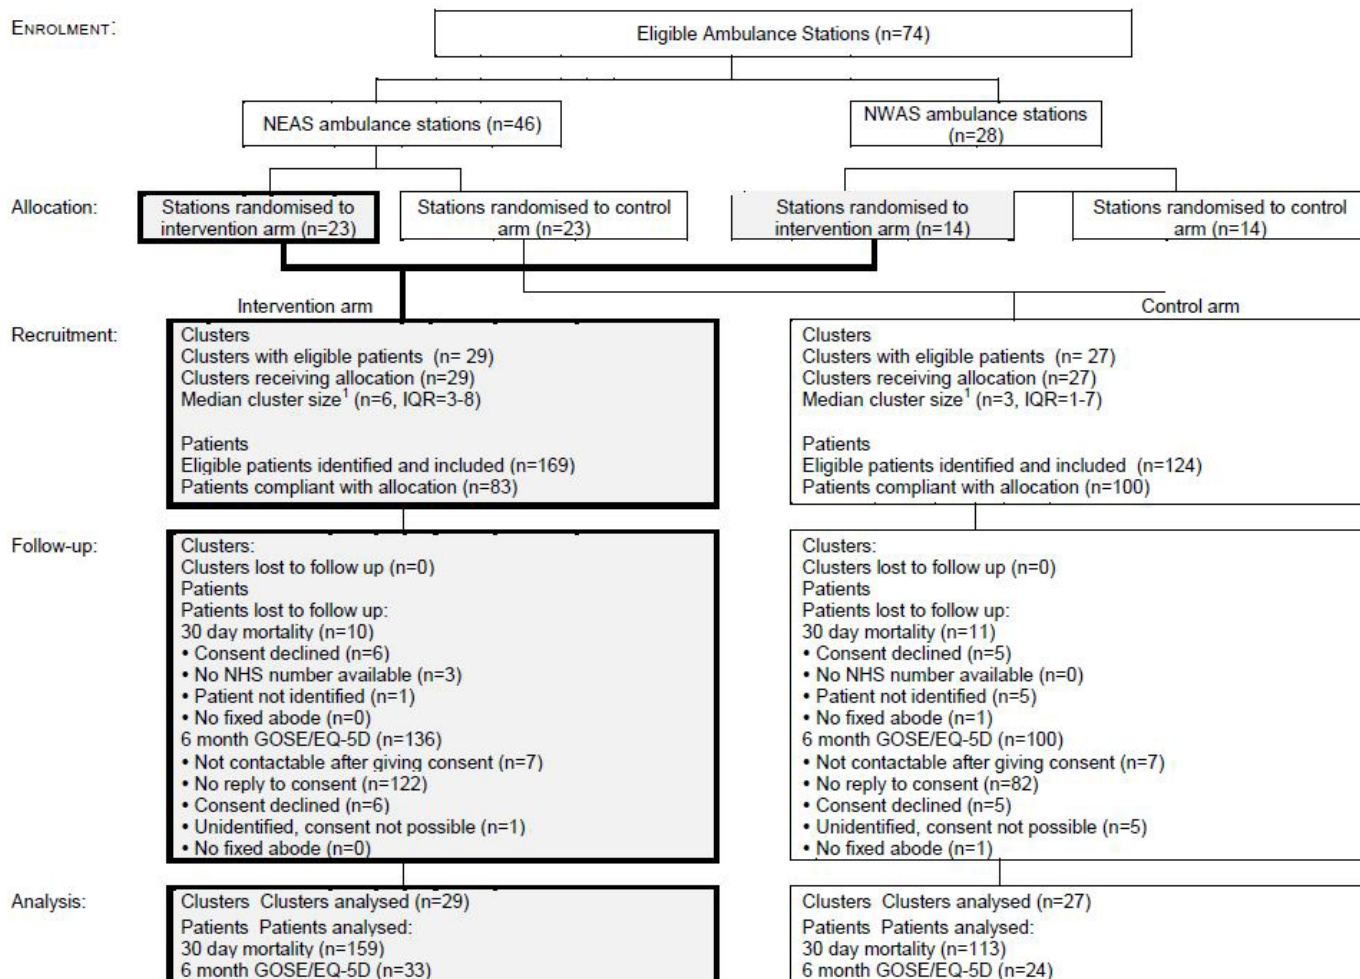 ENROLMENT:
Eligible Ambulance Stations (n=74)
NEAS ambulance stations (n=46)
NWAS ambulance stations
(n=28)
Allocation:
Stations randomised to
intervention arm (n=23)
Stations randomised to control
arm (n=23)
Stations randomised to
intervention arm (n=14)
Stations randomised to control
arm (n=14)
Intervention arm
Control arm
Recruitment:
Clusters
Clusters with eligible patients (n= 29)
Clusters receiving allocation (n=29)
Median cluster size¹ (n=6, IQR=3-8)
Patients
Eligible patients identified and included (n=169)
Patients compliant with allocation (n=83)
Clusters
Clusters with eligible patients (n= 27)
Clusters receiving allocation (n=27)
Median cluster size¹ (n=3, IQR=1-7)
Patients
Eligible patients identified and included (n=124)
Patients compliant with allocation (n=100)
Follow-up:
Clusters:
Clusters lost to follow up (n=0)
Patients
Patients lost to follow up:
30 day mortality (n=10)
• Consent declined (n=6)
• No NHS number available (n=3)
• Patient not identified (n=1)
• No fixed abode (n=0)
6 month GOSE/EQ-5D (n=136)
• Not contactable after giving consent (n=7)
• No reply to consent (n=122)
• Consent declined (n=6)
• Unidentified, consent not possible (n=1)
• No fixed abode (n=0)
Clusters:
Clusters lost to follow up (n=0)
Patients
Patients lost to follow up:
30 day mortality (n=11)
• Consent declined (n=5)
• No NHS number available (n=0)
• Patient not identified (n=5)
• No fixed abode (n=1)
6 month GOSE/EQ-5D (n=100)
• Not contactable after giving consent (n=7)
• No reply to consent (n=82)
• Consent declined (n=5)
• Unidentified, consent not possible (n=5)
• No fixed abode (n=1)
Analysis:
Clusters Clusters analysed (n=29)
Patients Patients analysed:
30 day mortality (n=159)
6 month GOSE/EQ-5D (n=33)
Clusters Clusters analysed (n=27)
Patients Patients analysed:
30 day mortality (n=113)
6 month GOSE/EQ-5D (n=24)